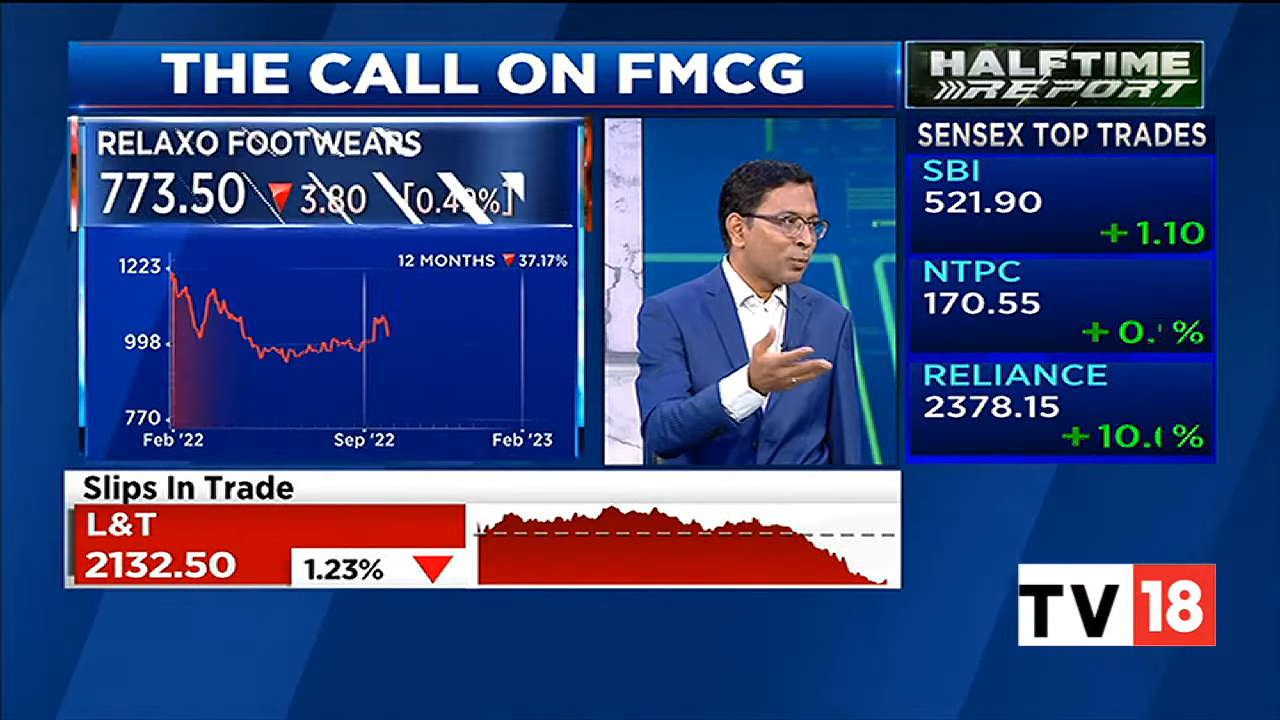 THE CALL ON FMCG
HALFTIME
REPORT
RELAXO FOOTWEARS
773.50 ▼ 3.80
12 MONTHS ▼ 37.17%
1223
998
770
Feb '22 Sep '22 Feb '23
SENSEX TOP TRADES
SBI
521.90
+1.10
NTPC
170.55
RELIANCE
2378.15
Slips In Trade
L&T
2132.50
1.23% ▼
TV 18